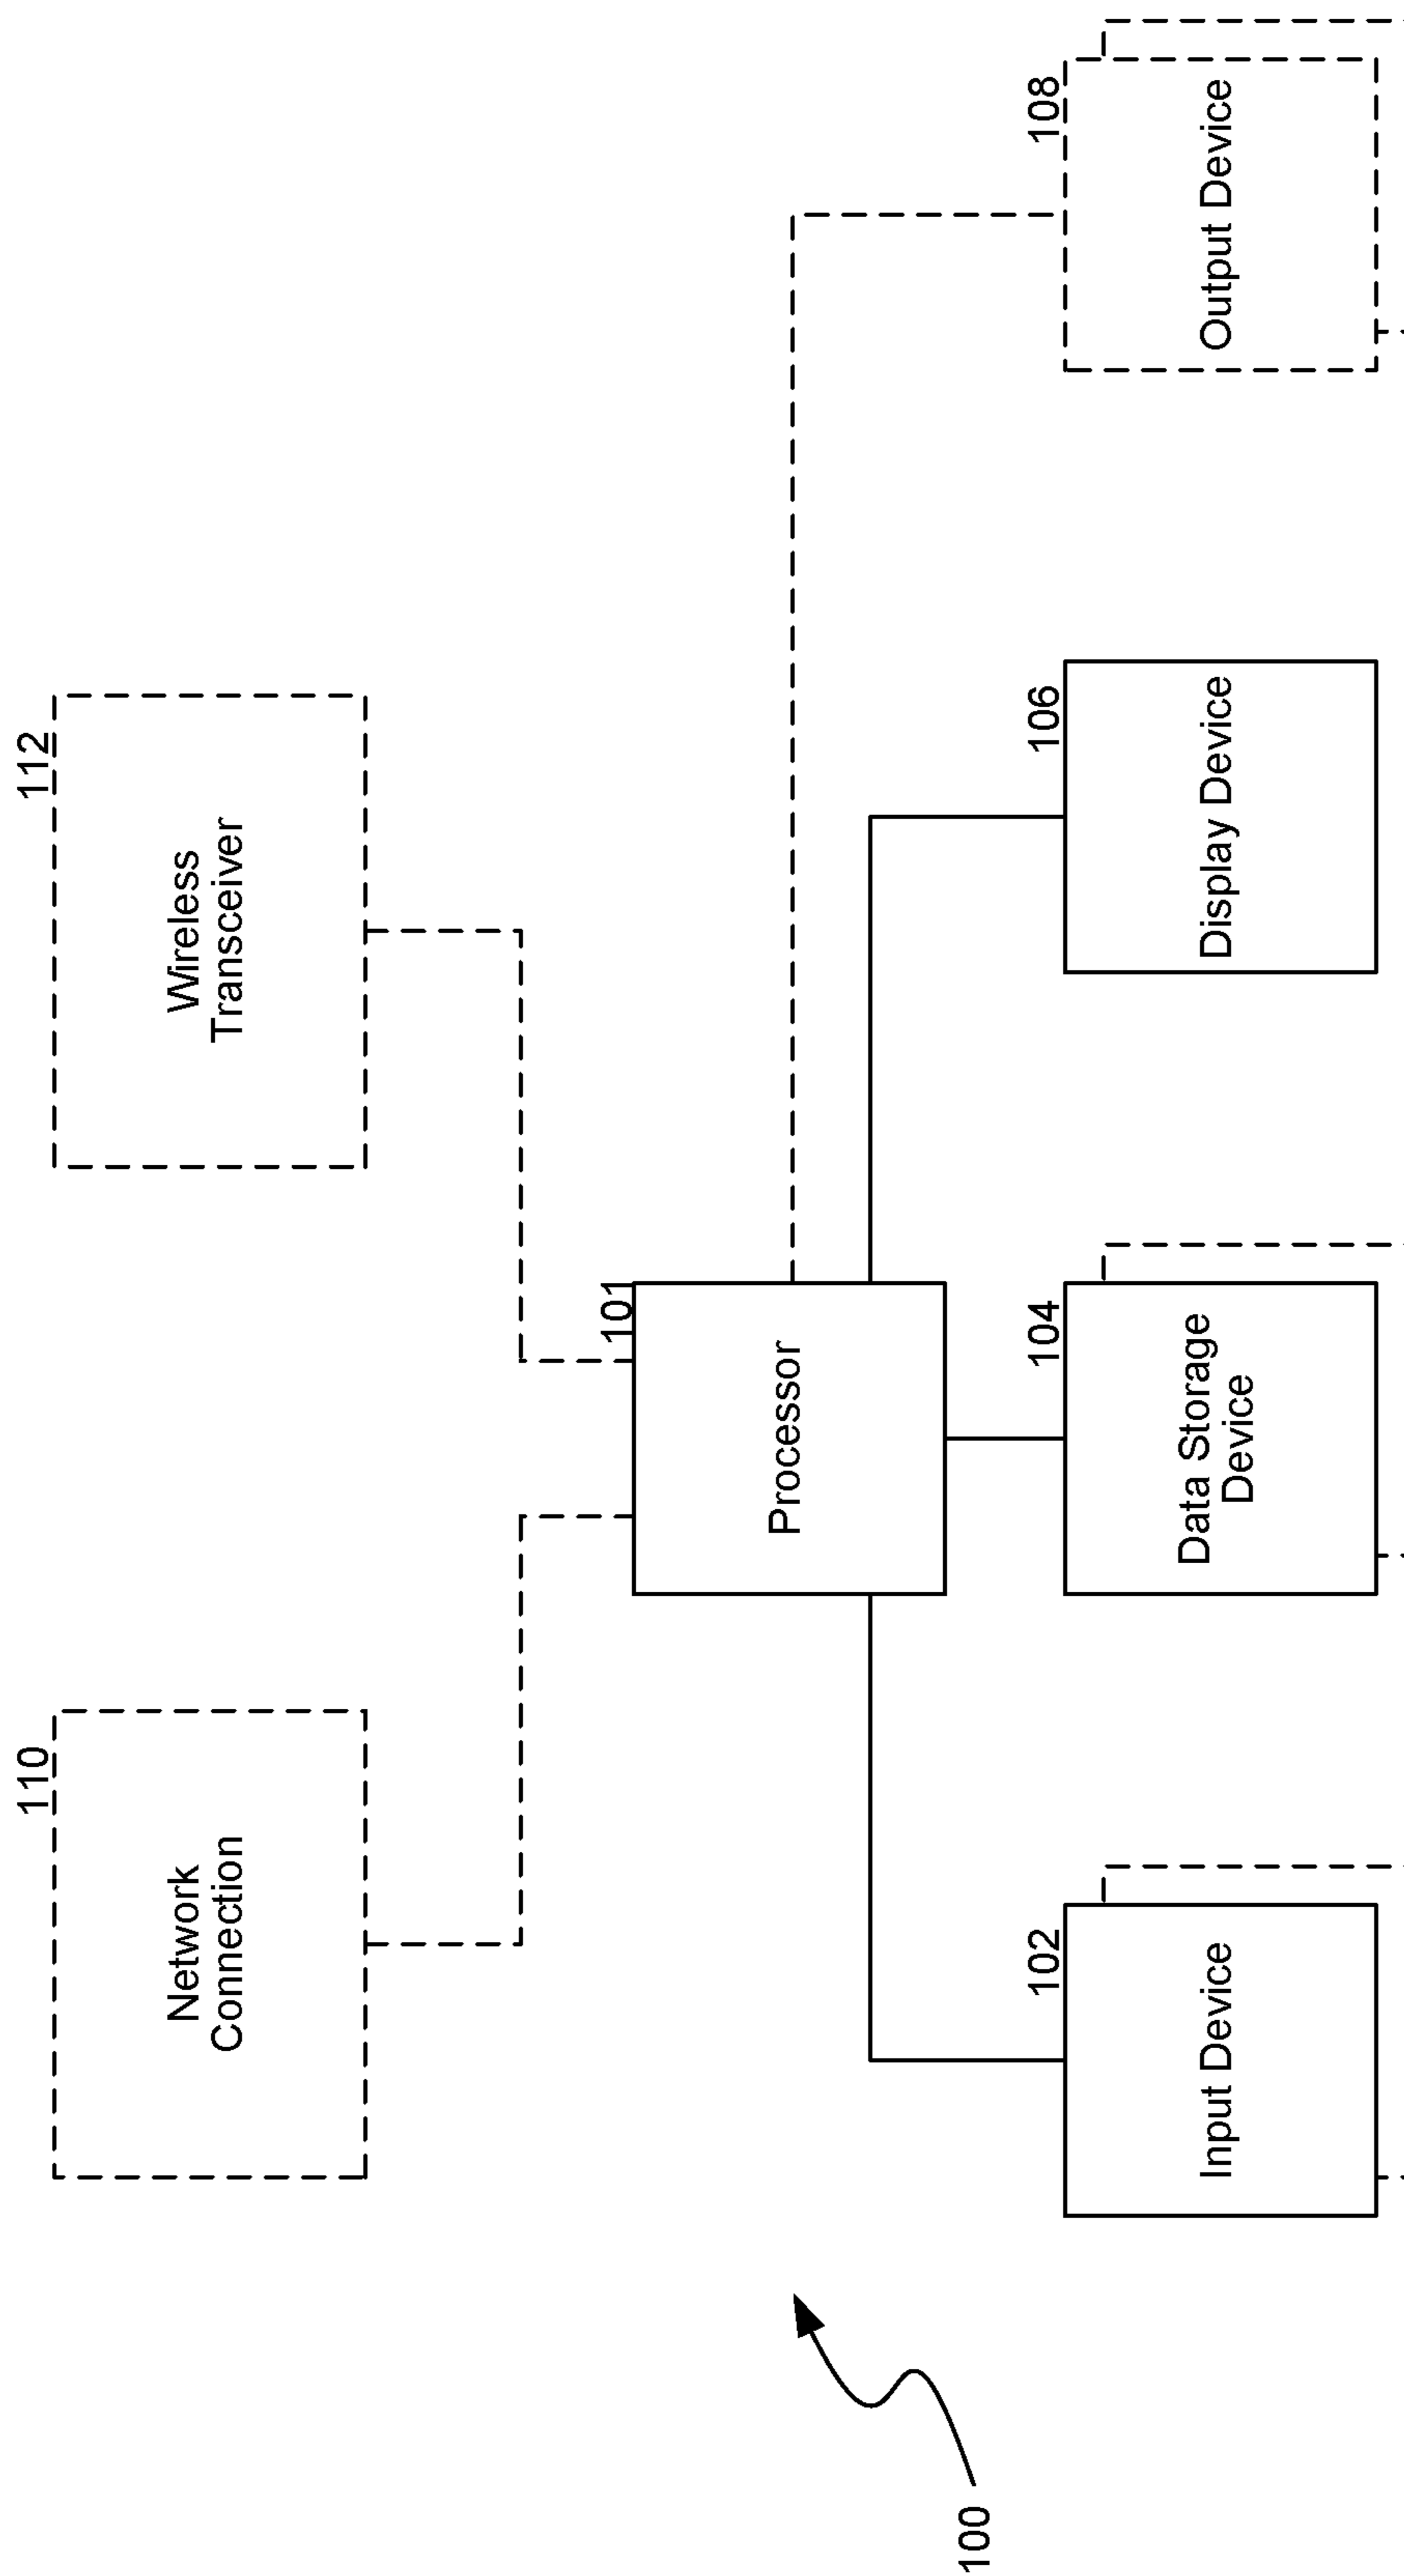 110
Network
Connection
112
Wireless
Transceiver
101
Processor
100
102
Input Device
104
Data Storage
Device
106
Display Device
108
Output Device